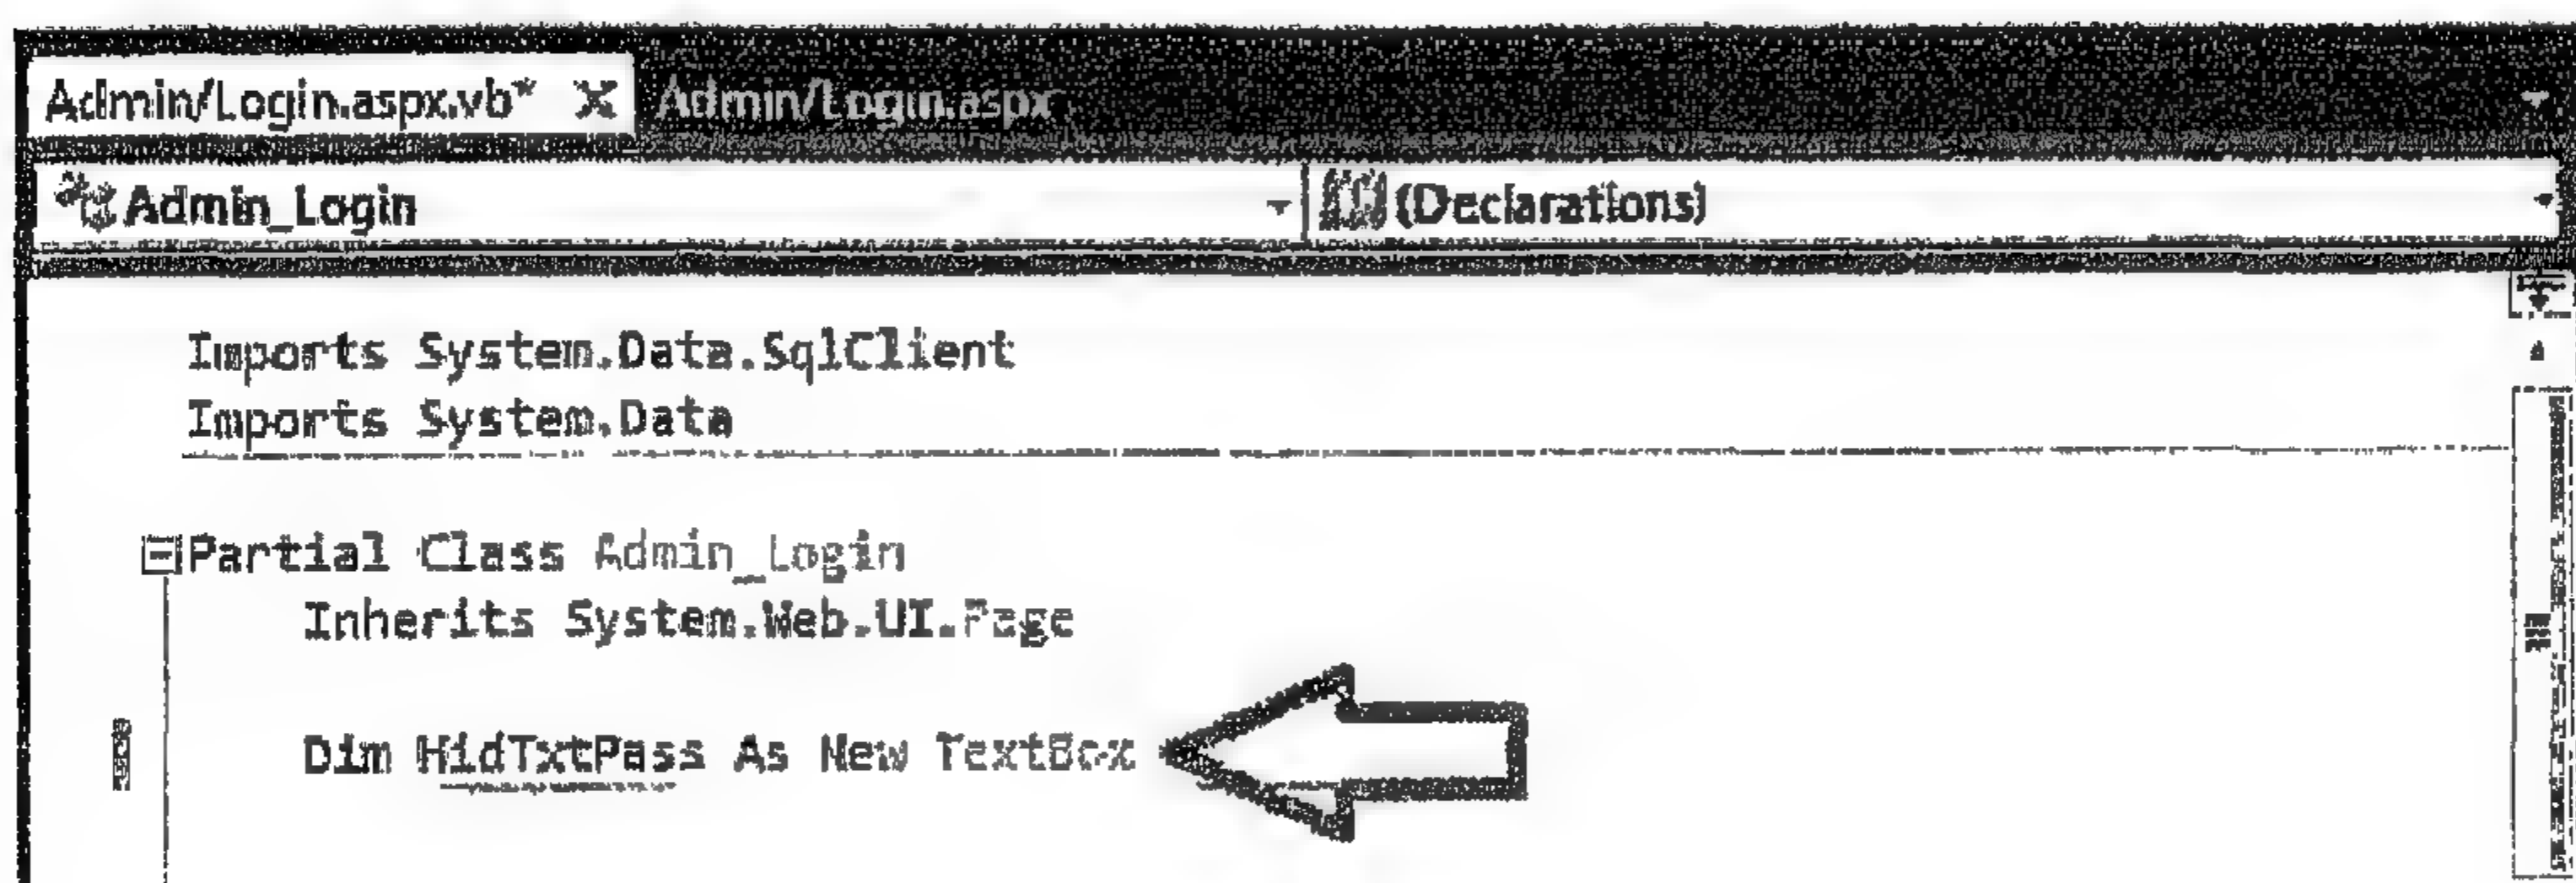 Admin/Login.aspx.vb* X Admin/Login.aspx
Admin_Login (Declarations)
Imports System.Data.SqlClient
Imports System.Data
Partial Class Admin_Login
Inherits System.Web.UI.Page
Dim HidTxtPass As New TextBox